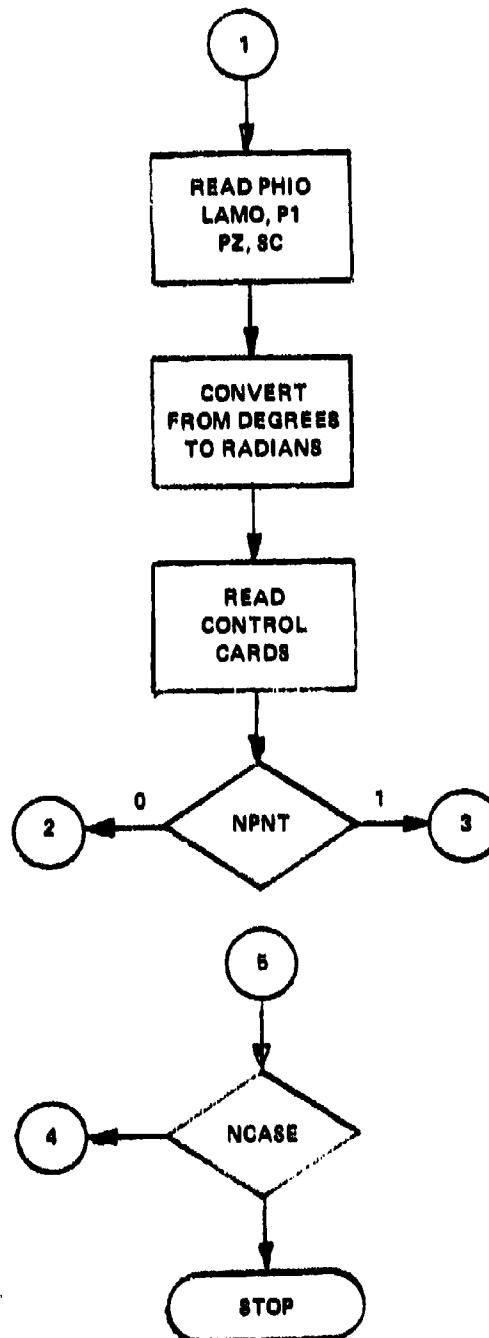 1
READ PHIO
LAMO, P1
PZ, SC
CONVERT
FROM DEGREES
TO RADIANS
READ
CONTROL
CARDS
0
1
2
NPNT
3
5
4
NCASE
STOP